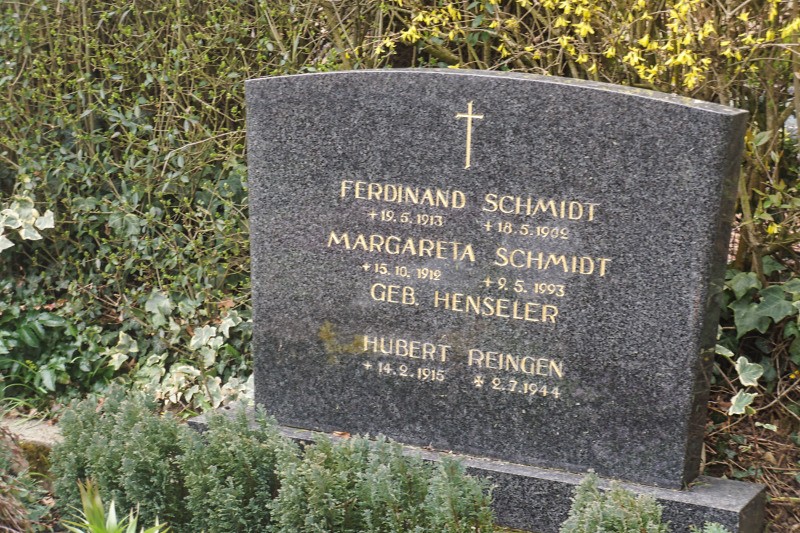 FERDINAND SCHMIDT
+ 19. 5. 1913 + 18. 5.
MARGARETA SCHMIDT
+ 15. 10. 1912 + 9. 5. 1993
GEB. HENSELER
HUBERT REINGEN
+ 14. 2. 1915 ✠ 2. 7. 1944